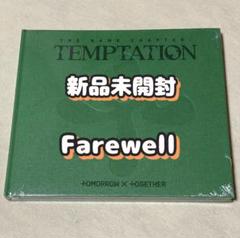 THE NAME CHAPTER:
TEMPTATION
新品未開封
Farewell
TOMORROW X TOGETHER